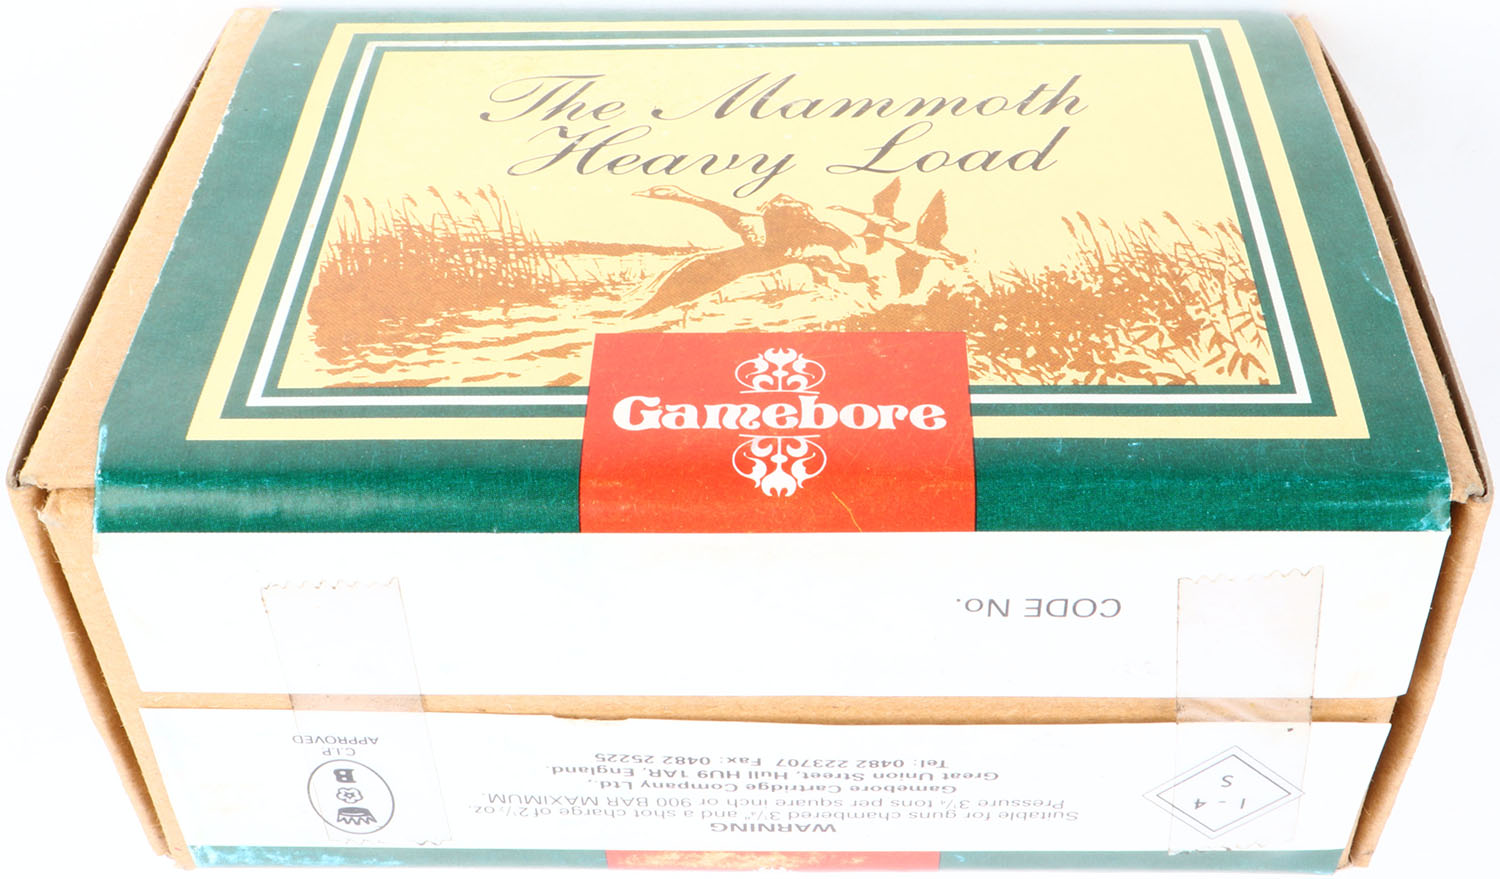 The Mammoth
Heavy Load
Gamebore
CODE No.
WARNING
Suitable for guns chambered 3¼" and a shot charge of 2½ oz.
Pressure 3¼ tons per square inch or 900 BAR MAXIMUM.
Gamebore Cartridge Company Ltd.,
Great Union Street, Hull HU9 1AR, England.
Tel: 0482 223707 Fax: 0482 25225
1-4
S
B
C.I.P
APPROVED